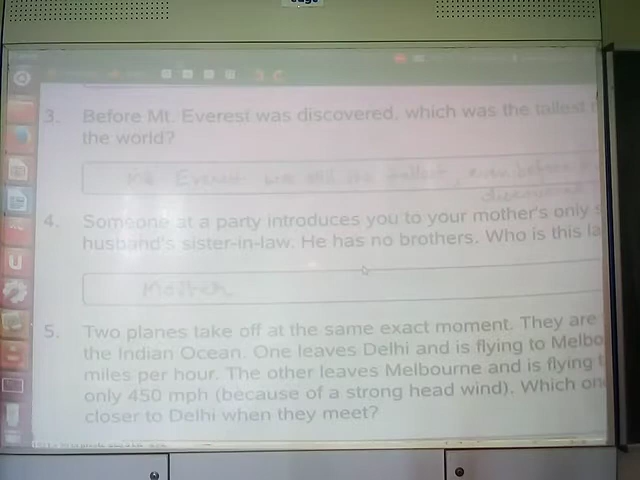 3. Before Mt. Everest was discovered, which was the tallest
the world?
Mt. Everest was still the tallest, even before
discovered
4. Someone at a party introduces you to your mother's only
husband's sister-in-law. He has no brothers. Who is this
Mother
5. Two planes take off at the same exact moment. They are
the Indian Ocean. One leaves Delhi and is flying to
miles per hour. The other leaves Melbourne and is flying
only 450 mph (because of a strong head wind). Which
closer to Delhi when they meet?